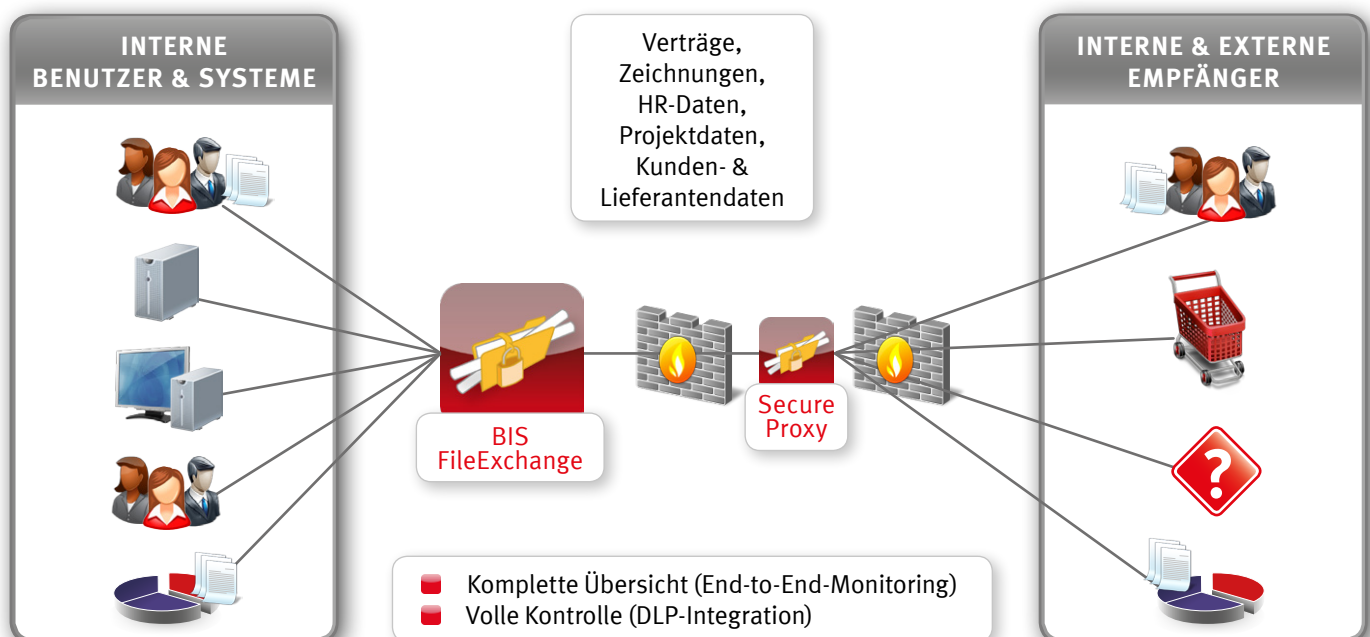 INTERNE
BENUTZER & SYSTEME
Verträge,
Zeichnungen,
HR-Daten,
Projektdaten,
Kunden- &
Lieferantendaten
INTERNE & EXTERNE
EMPFÄNGER
BIS
FileExchange
Secure
Proxy
?
Komplette Übersicht (End-to-End-Monitoring)
Volle Kontrolle (DLP-Integration)